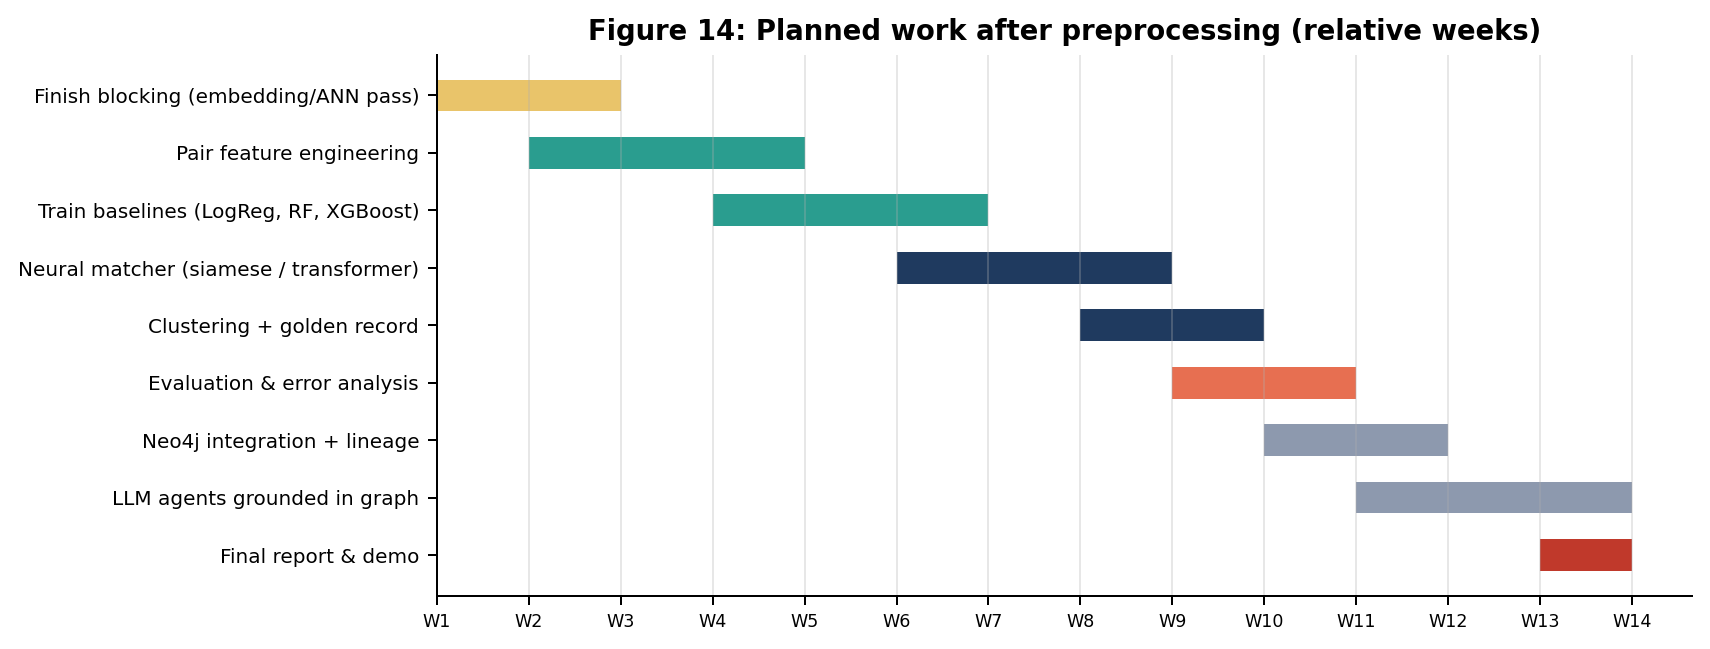 Figure 14: Planned work after preprocessing (relative weeks)
Finish blocking (embedding/ANN pass)
Pair feature engineering
Train baselines (LogReg, RF, XGBoost)
Neural matcher (siamese / transformer)
Clustering + golden record
Evaluation & error analysis
Neo4j integration + lineage
LLM agents grounded in graph
Final report & demo
W1 W2 W3 W4 W5 W6 W7 W8 W9 W10 W11 W12 W13 W14